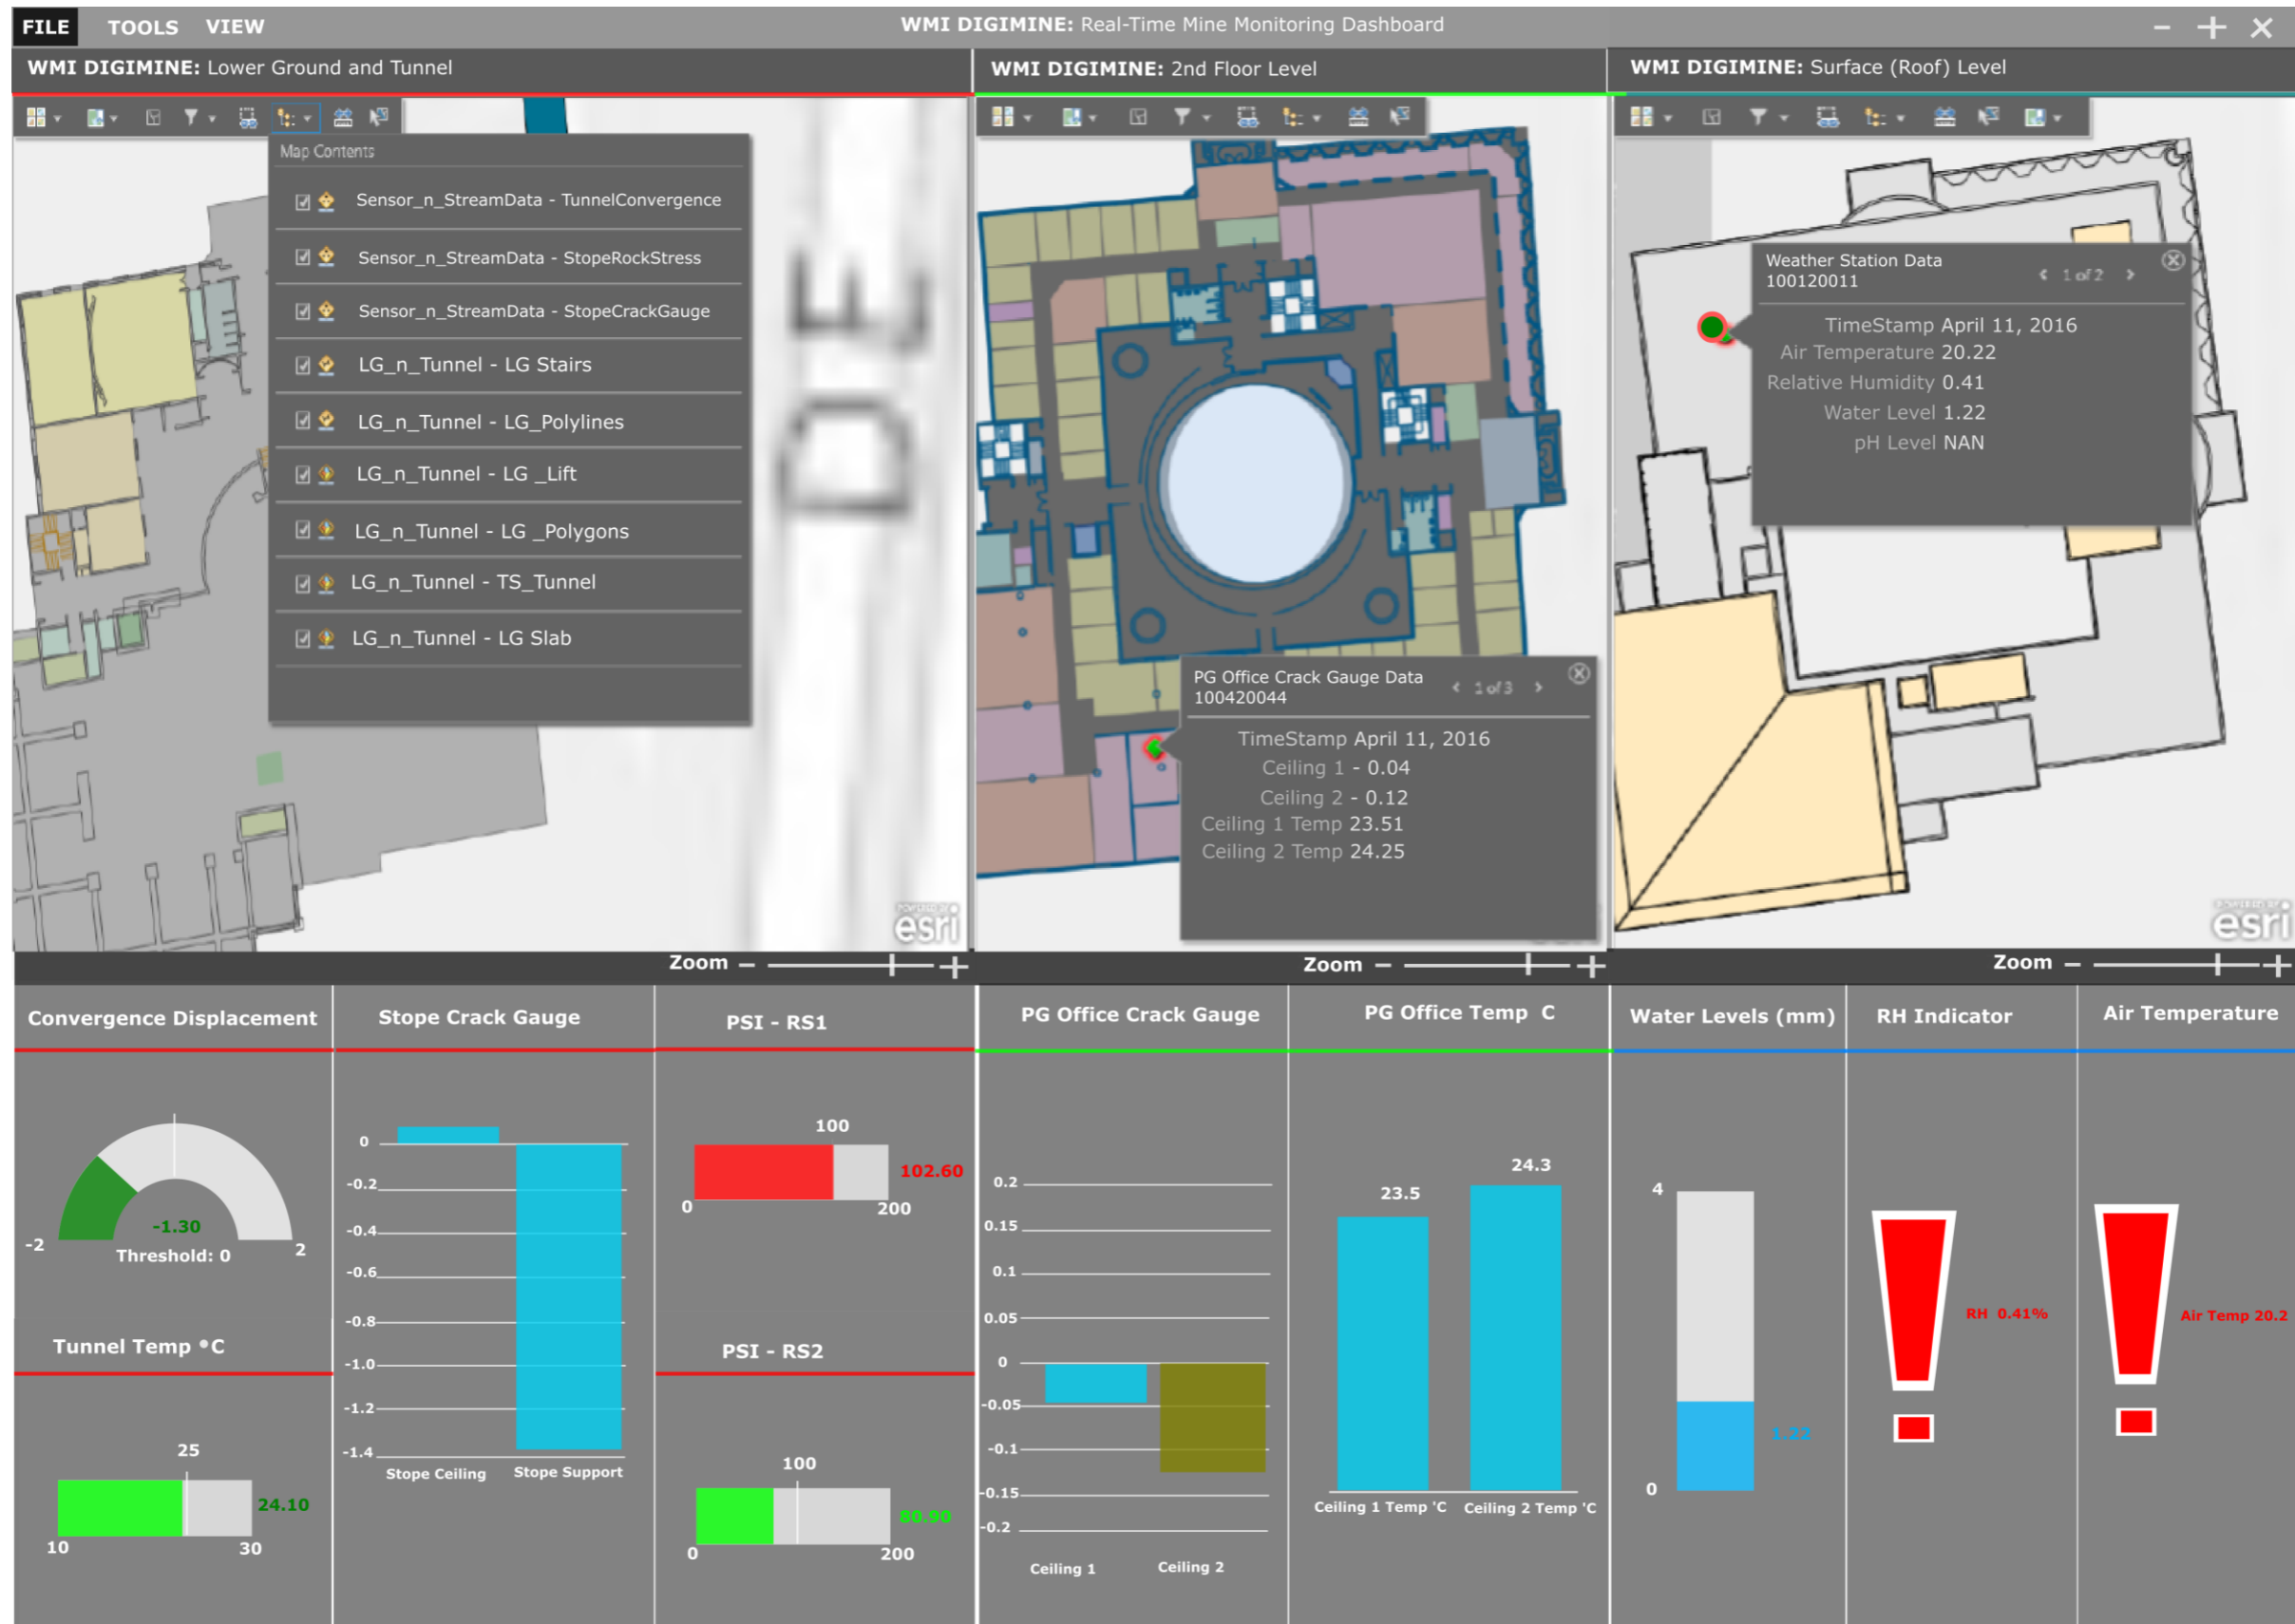 FILE TOOLS VIEW
WMI DIGIMINE: Real-Time Mine Monitoring Dashboard
WMI DIGIMINE: Lower Ground and Tunnel
Map Contents
Sensor_n_StreamData - TunnelConvergence
Sensor_n_StreamData - StopeRockStress
Sensor_n_StreamData - StopeCrackGauge
LG_n_Tunnel - LG Stairs
LG_n_Tunnel - LG_Polylines
LG_n_Tunnel - LG _Lift
LG_n_Tunnel - LG _Polygons
LG_n_Tunnel - TS_Tunnel
LG_n_Tunnel - LG Slab
DE
POWERED BY
esri
Zoom
WMI DIGIMINE: 2nd Floor Level
PG Office Crack Gauge Data
100420044
1 of 3
TimeStamp April 11, 2016
Ceiling 1 - 0.04
Ceiling 2 - 0.12
Ceiling 1 Temp 23.51
Ceiling 2 Temp 24.25
Zoom
WMI DIGIMINE: Surface (Roof) Level
Weather Station Data
100120011
1 of 2
TimeStamp April 11, 2016
Air Temperature 20.22
Relative Humidity 0.41
Water Level 1.22
pH Level NAN
POWERED BY
esri
Zoom
Convergence Displacement
-1.30
-2
2
Threshold: 0
Tunnel Temp °C
25
24.10
10
30
Stope Crack Gauge
0
-0.2
-0.4
-0.6
-0.8
-1.0
-1.2
-1.4
Stope Ceiling Stope Support
PSI - RS1
100
102.60
0
200
PSI - RS2
100
80.90
0
200
PG Office Crack Gauge
0.2
0.15
0.1
0.05
0
-0.05
-0.1
-0.15
-0.2
Ceiling 1 Ceiling 2
PG Office Temp C
23.5
24.3
Ceiling 1 Temp 'C Ceiling 2 Temp 'C
Water Levels (mm)
4
1.22
0
RH Indicator
RH 0.41%
Air Temperature
Air Temp 20.2